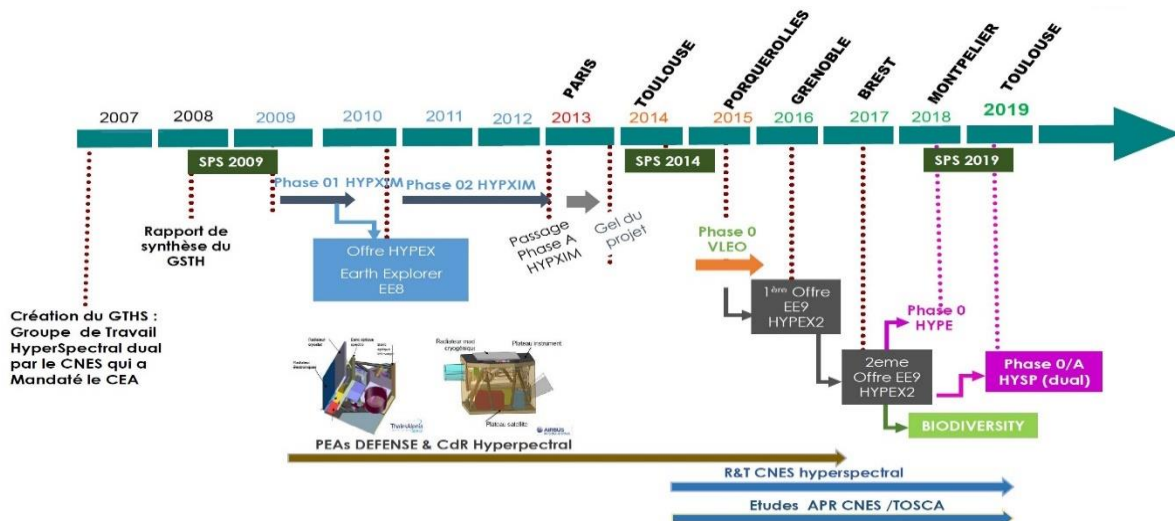 PARIS
TOULOUSE
PORQUEROLLES
GRENOBLE
BREST
MONTPELIER
TOULOUSE
2007
2008
2009
2010
2011
2012
2013
2014
2015
2016
2017
2018
2019
SPS 2009
SPS 2014
SPS 2019
Phase 01 HYPXIM
Phase 02 HYPXIM
Rapport de
synthèse du
GSTH
Offre HYPEX
Earth Explorer
EE8
Passage
Phase A
HYPXIM
Gel du
projet
Phase 0
VLEO
1ère Offre
EE9
HYPEX2
Phase 0
HYPE
2eme
Offre EE9
HYPEX2
Phase 0/A
HYSP (dual)
BIODIVERSITY
Création du GTHS :
Groupe de Travail
HyperSpectral dual
par le CNES qui a
Mandaté le CEA
Radiateur mud
cryogénique
Plateau instrument
Plateau satellite
ThalesAlenia
AIRBUS
PEAs DEFENSE & CdR Hyperpectral
R&T CNES hyperspectral
Etudes APR CNES /TOSCA